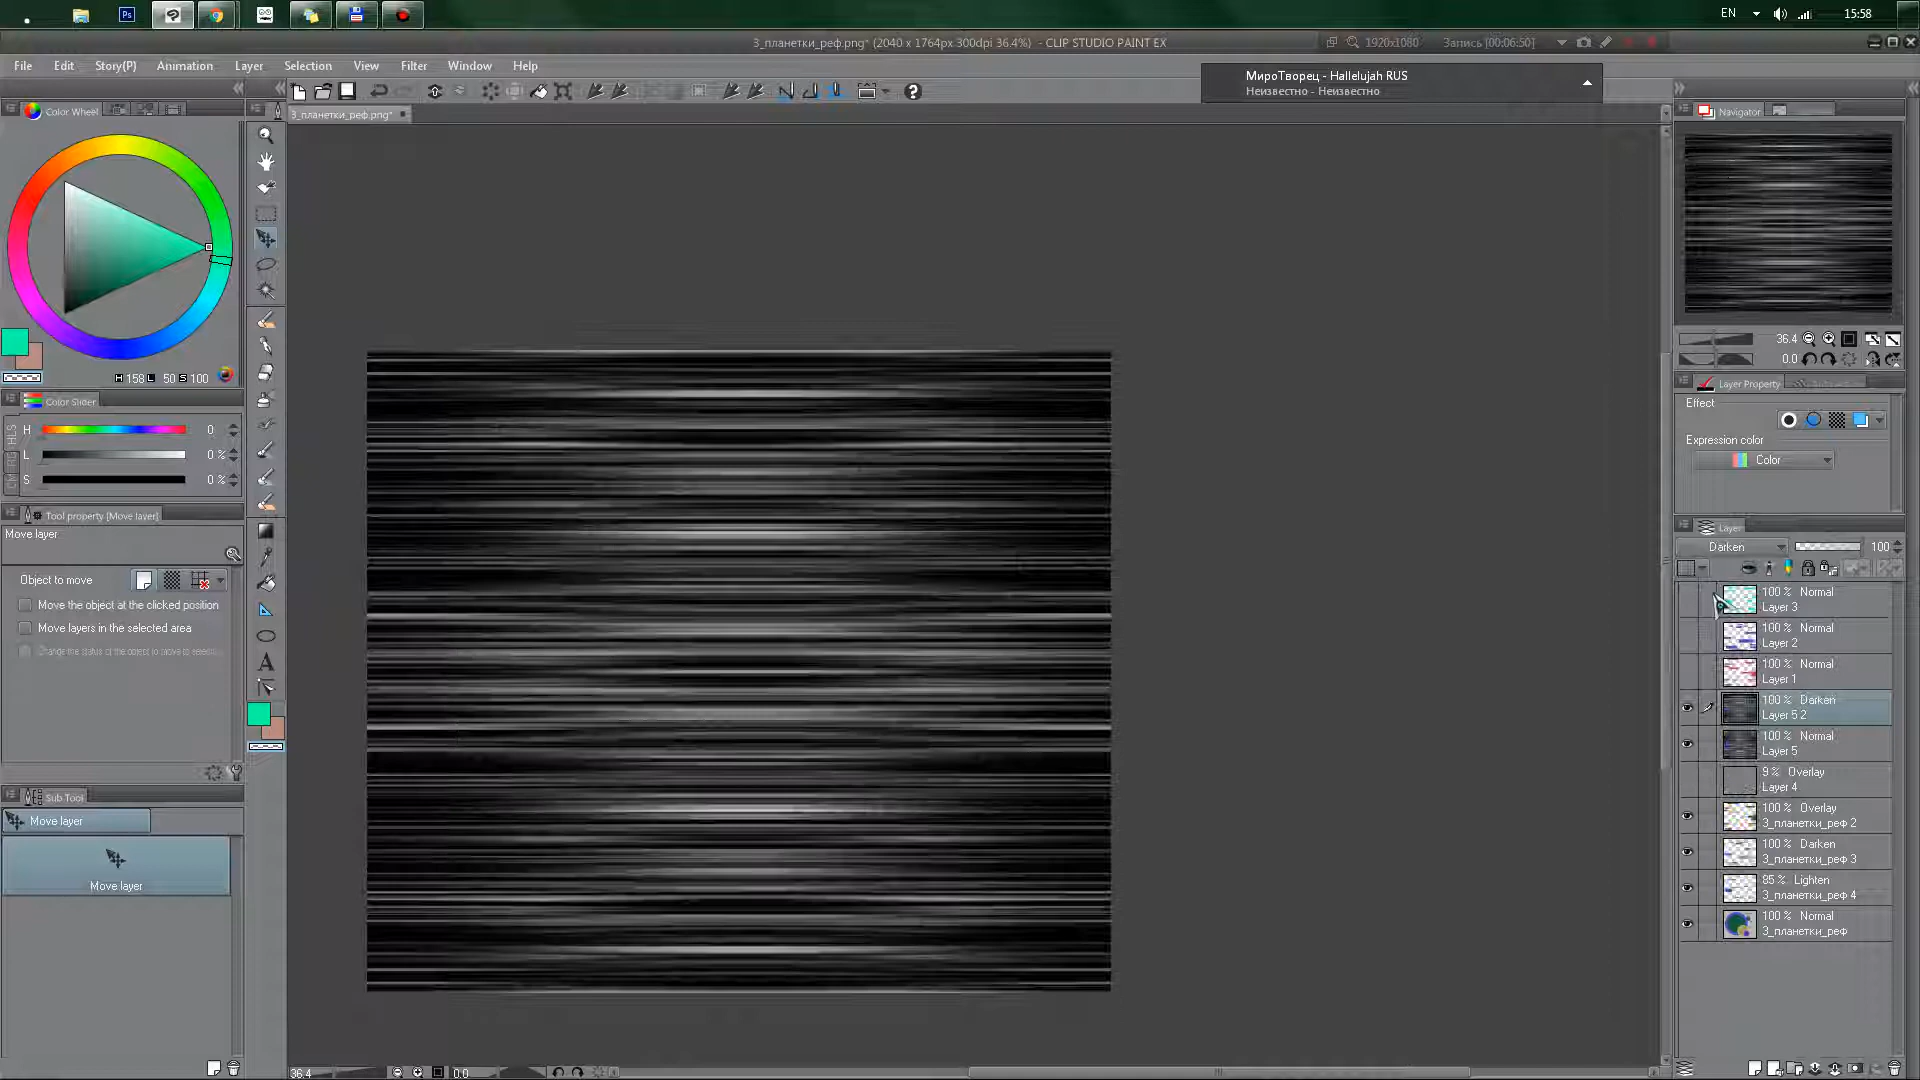 EN
15:58
3_планетки_реф.png* (2040 x 1764px 300dpi 36.4%) - CLIP STUDIO PAINT EX
1920x1080
Запись [00:06:50]
File Edit Story(P) Animation Layer Selection View Filter Window Help
МироТворец - Hallelujah RUS
Неизвестно - Неизвестно
Color Wheel
3_планетки_реф.png*
Navigator
H 158 L 50 S 100
36.4
0.0
Color Slider
Layer Property
HLS
H 0
L 0 %
S 0 %
Effect
Expression color
Color
Tool property [Move layer]
Move layer
Object to move
Move the object at the clicked position
Move layers in the selected area
Layer
Darken 100
100 % Normal
Layer 3
100 % Normal
Layer 2
100 % Normal
Layer 1
100 % Darken
Layer 5 2
100 % Normal
Layer 5
9 % Overlay
Layer 4
100 % Overlay
3_планетки_реф 2
100 % Darken
3_планетки_реф 3
85 % Lighten
3_планетки_реф 4
100 % Normal
3_планетки_реф
Sub Tool
Move layer
Move layer
36.4
0.0